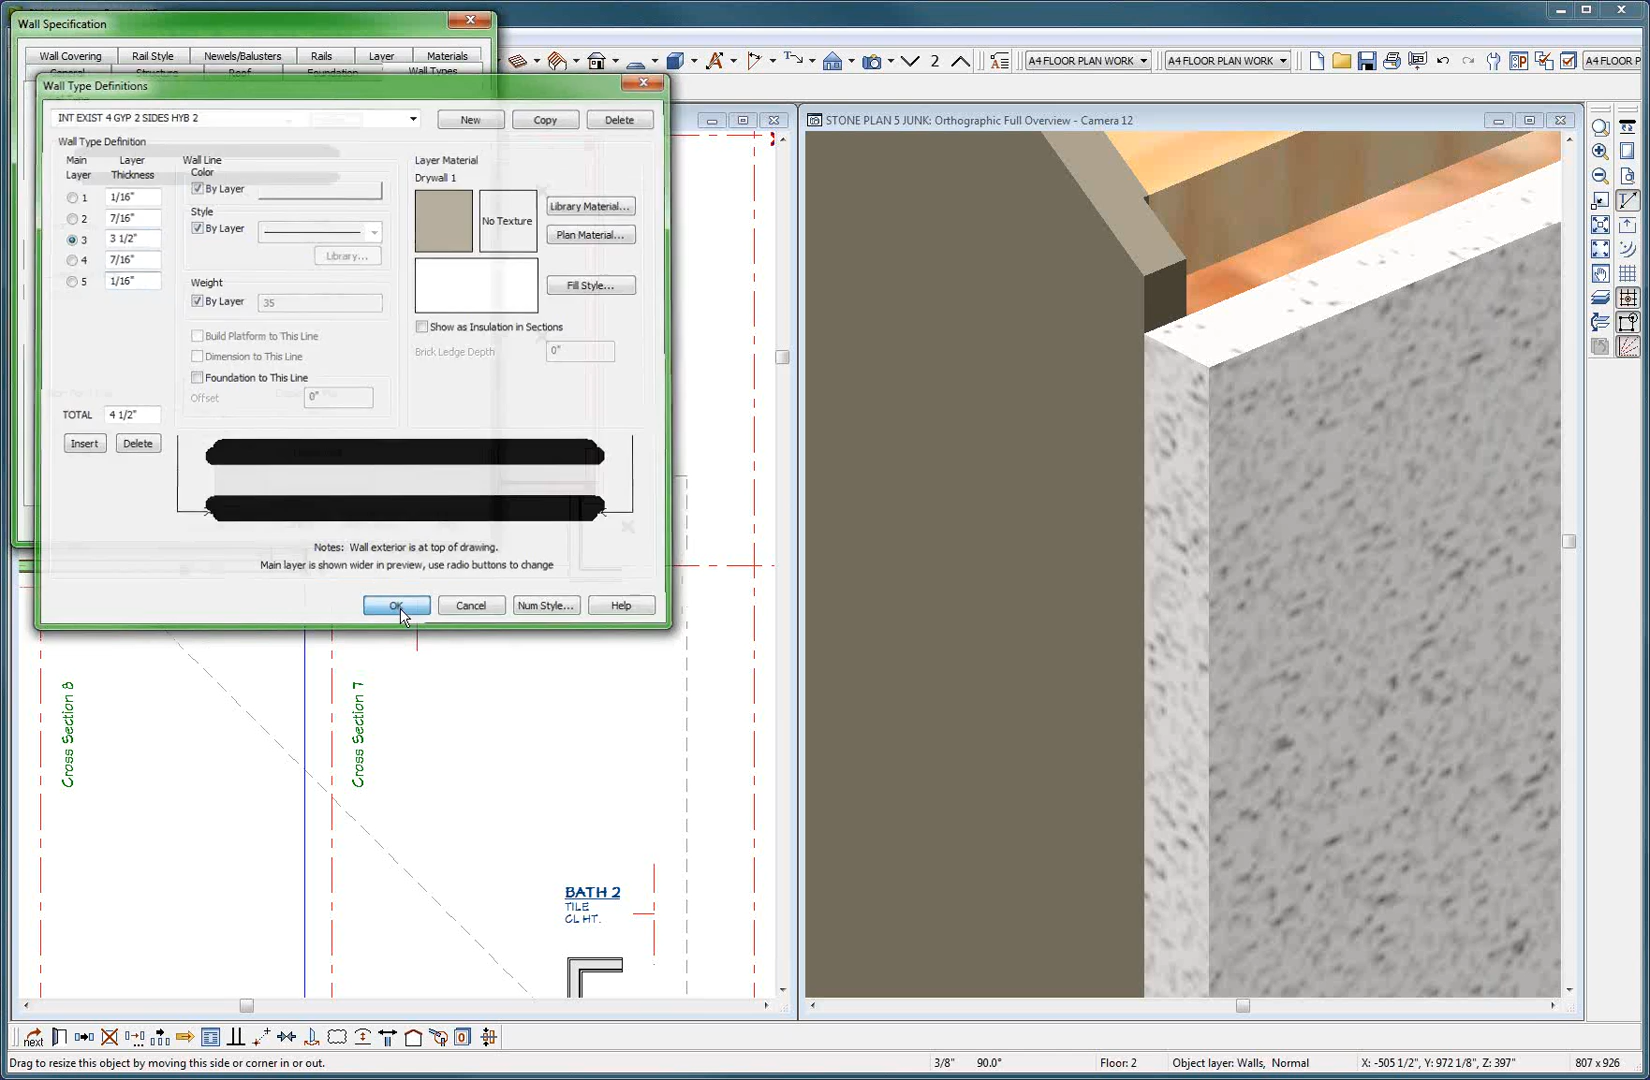 Wall Specification
Wall Covering
Rail Style
Newels/Balusters
Rails
Layer
Materials
General
Structure
Roof
Foundation
Wall Types
2
A4 FLOOR PLAN WORK
A4 FLOOR PLAN WORK
A4 FLOOR PLAN
Wall Type Definitions
INT EXIST 4 GYP 2 SIDES HYB 2
New
Copy
Delete
Wall Type Definition
Main Layer
Layer Thickness
Wall Line
Color
By Layer
Style
By Layer
Library...
Weight
By Layer
35
1
1/16"
2
7/16"
3
3 1/2"
4
7/16"
5
1/16"
Build Platform to This Line
Dimension to This Line
Foundation to This Line
Offset
0"
TOTAL
4 1/2"
Insert
Delete
Layer Material
Drywall 1
No Texture
Library Material...
Plan Material...
Fill Style...
Show as Insulation in Sections
Brick Ledge Depth
0"
Notes: Wall exterior is at top of drawing.
Main layer is shown wider in preview, use radio buttons to change
OK
Cancel
Num Style...
Help
STONE PLAN 5 JUNK: Orthographic Full Overview - Camera 12
Cross Section 8
Cross Section 7
BATH 2
TILE
CL HT.
next
Drag to resize this object by moving this side or corner in or out.
3/8"
90.0°
Floor: 2
Object layer: Walls, Normal
X: -505 1/2", Y: 972 1/8", Z: 397"
807 x 926